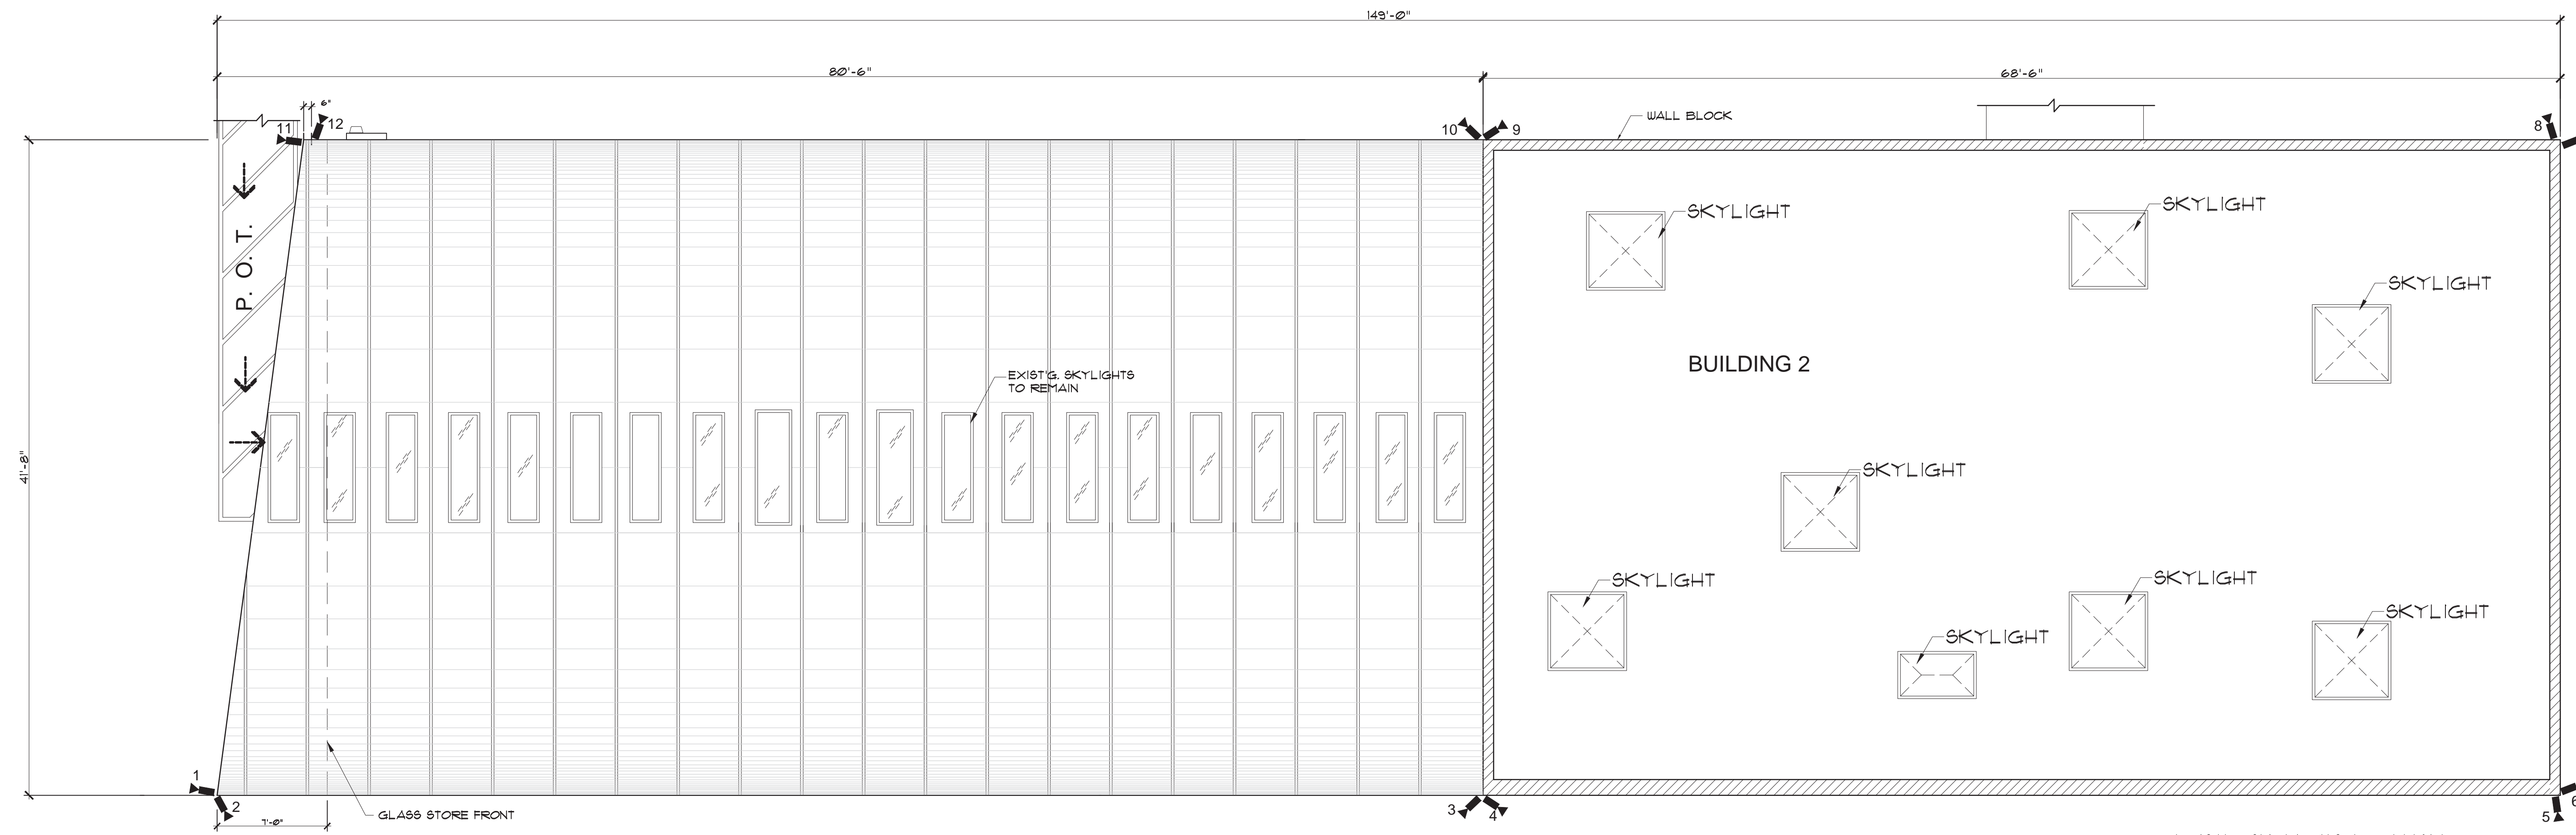 149'-0"
80'-6"
68'-6"
6"
11
12
10
9
WALL BLOCK
8
SKYLIGHT
SKYLIGHT
P. O. T.
SKYLIGHT
BUILDING 2
EXIST'G. SKYLIGHTS
TO REMAIN
41'-8"
SKYLIGHT
SKYLIGHT
SKYLIGHT
SKYLIGHT
SKYLIGHT
1
2
GLASS STORE FRONT
7'-0"
3
4
5
6